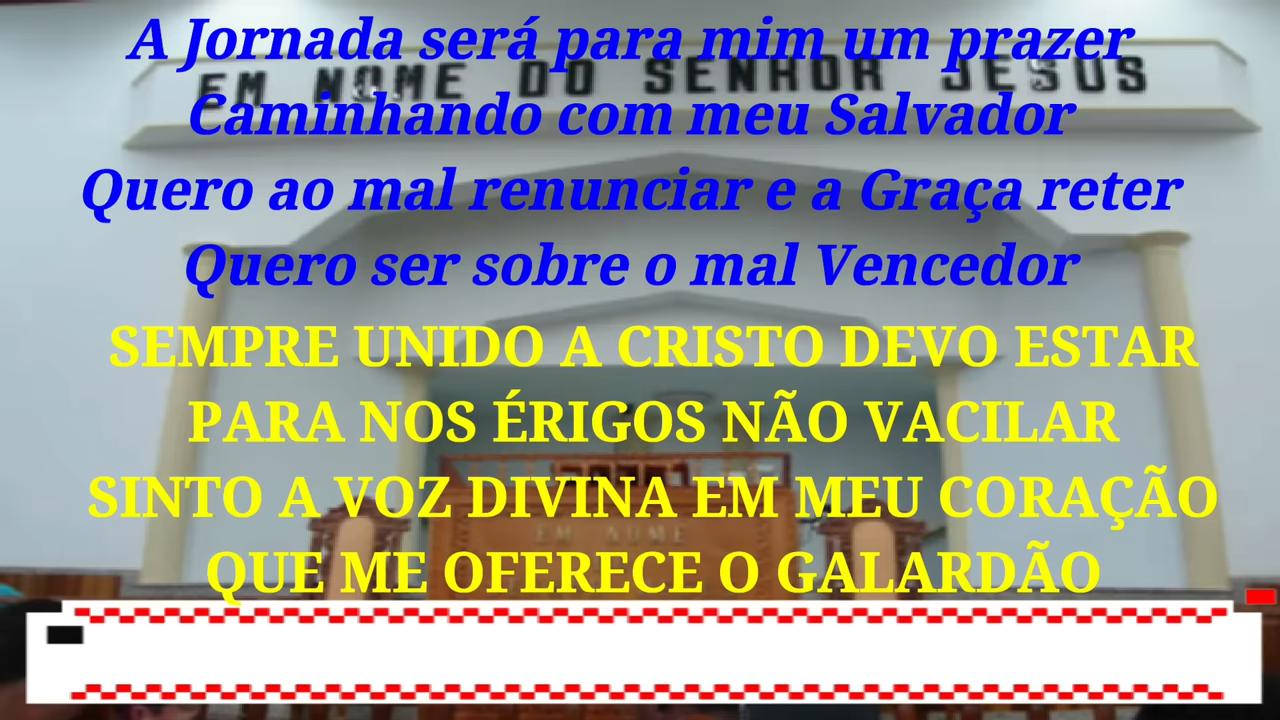 A Jornada será para mim um prazer
EM NOME DO SENHOR JESUS
Caminhando com meu Salvador
Quero ao mal renunciar e a Graça reter
Quero ser sobre o mal Vencedor
SEMPRE UNIDO A CRISTO DEVO ESTAR
PARA NOS ÉRIGOS NÃO VACILAR
SINTO A VOZ DIVINA EM MEU CORAÇÃO
EM NOME
QUE ME OFERECE O GALARDÃO